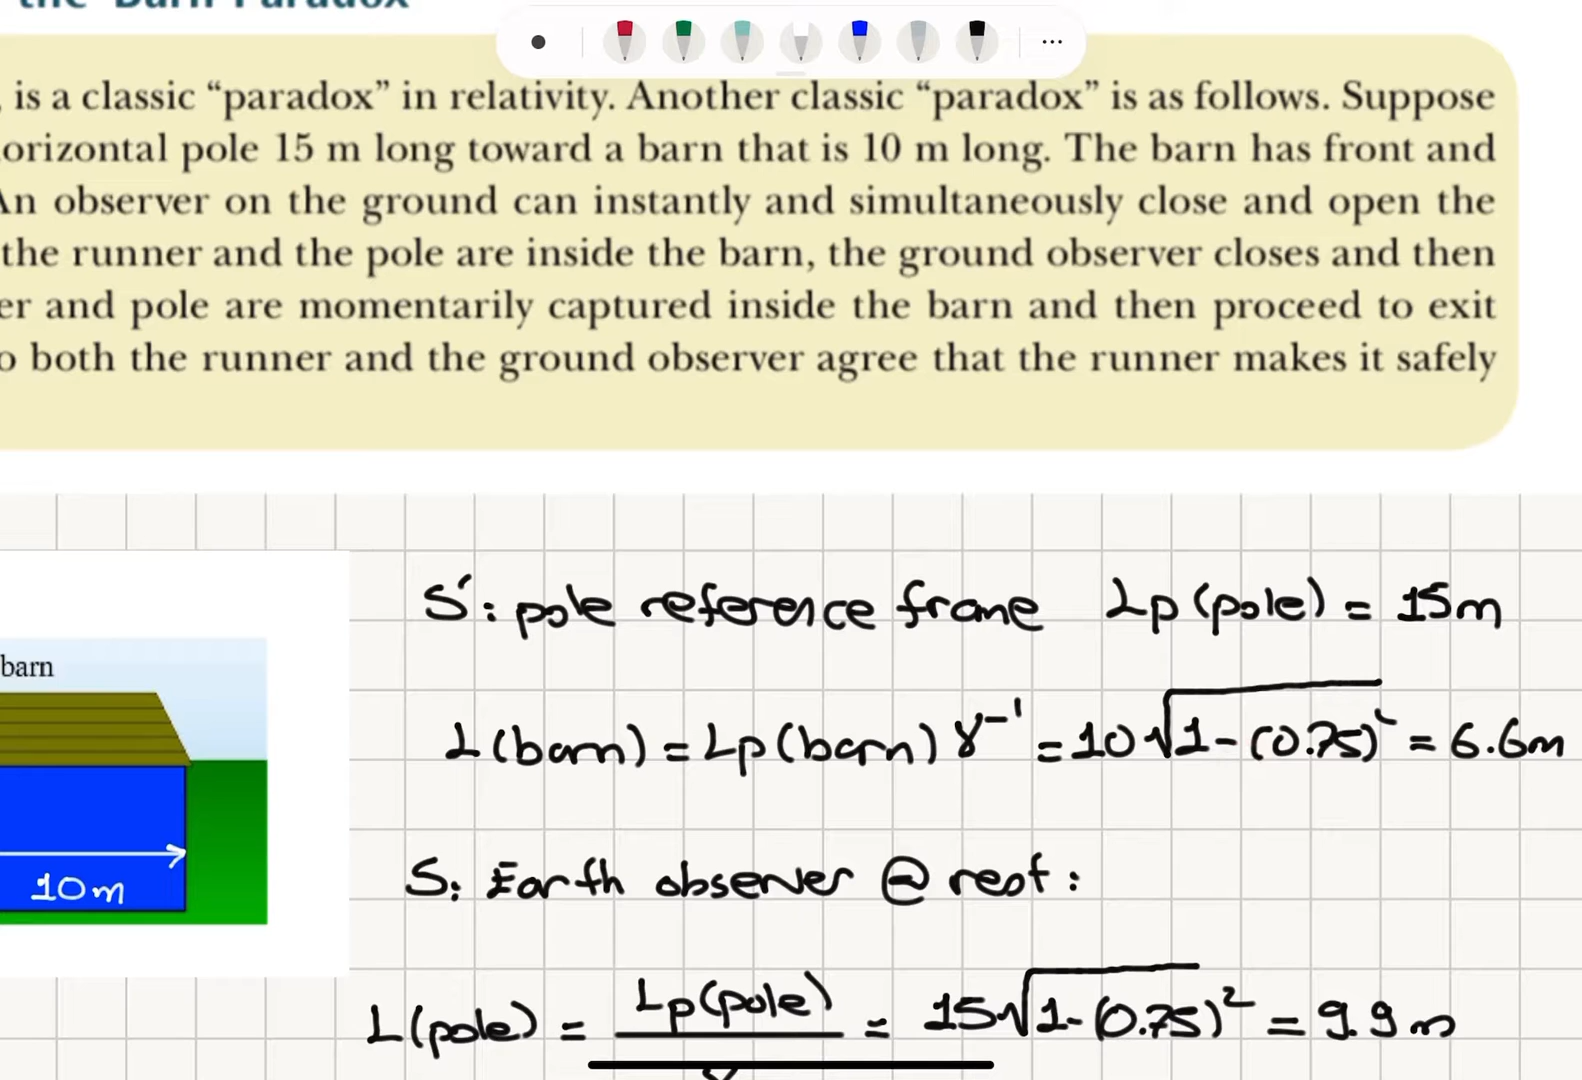 the Barn Paradox
is a classic “paradox” in relativity. Another classic “paradox” is as follows. Suppose
orizontal pole 15 m long toward a barn that is 10 m long. The barn has front and
An observer on the ground can instantly and simultaneously close and open the
the runner and the pole are inside the barn, the ground observer closes and then
er and pole are momentarily captured inside the barn and then proceed to exit
o both the runner and the ground observer agree that the runner makes it safely
S': pole reference frame Lp(pole) = 15m
barn
L(barn) = Lp(barn) γ⁻¹ = 10√1-(0.75)² = 6.6m
10m
S: Earth observer @ rest:
L(pole) = Lp(pole)/γ = 15√1-(0.75)² = 9.9m